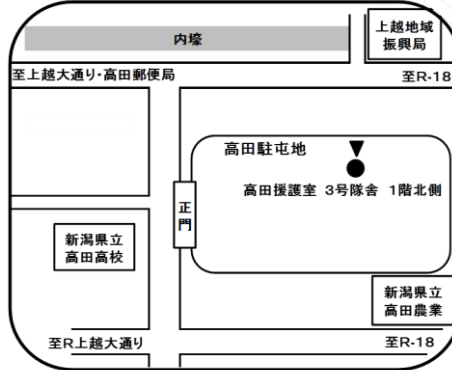 内壕
上越地域
振興局
至上越大通り・高田郵便局
至R-18
高田駐屯地
高田援護室 3号隊舎 1階北側
正門
新潟県立
高田高校
新潟県立
高田農業
至R上越大通り
至R-18